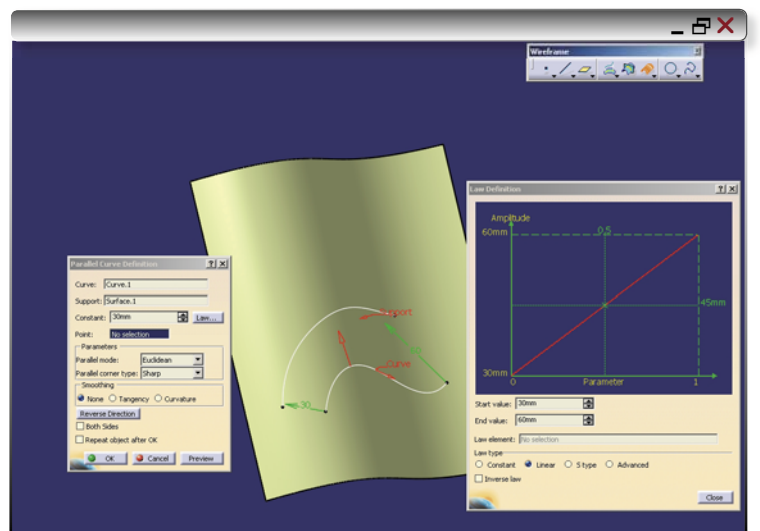 Wireframe
Parallel Curve Definition
Curve: Curve.1
Support: Surface.1
Constant: 30mm Law...
Point: No selection
Parameters
Parallel mode: Euclidean
Parallel corner type: Sharp
Smoothing
None Tangency Curvature
Reverse Direction
Both Sides
Repeat object after OK
OK Cancel Preview
Support
Curve
30
Law Definition
Amplitude
60mm
0.5
45mm
30mm
0 Parameter 1
Start value: 30mm
End value: 60mm
Law element: No selection
Law type
Constant Linear S type Advanced
Inverse law
Close